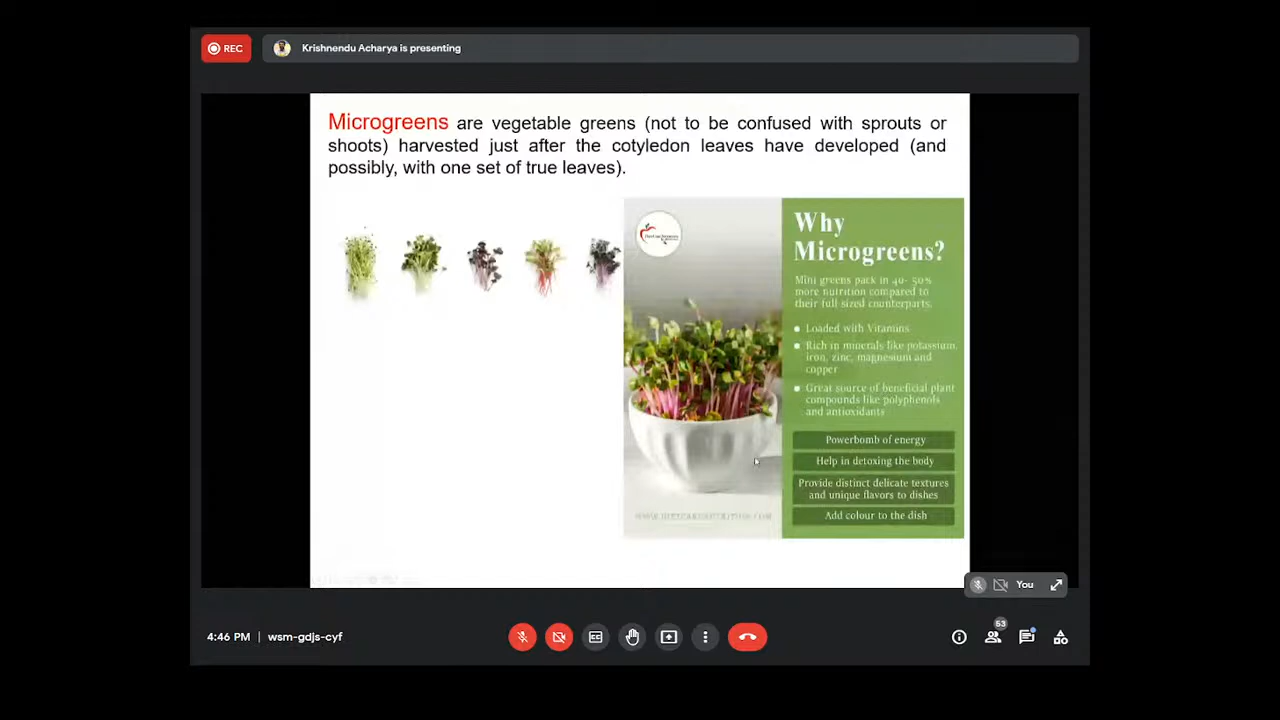 REC
Krishnendu Acharya is presenting
Microgreens are vegetable greens (not to be confused with sprouts or
shoots) harvested just after the cotyledon leaves have developed (and
possibly, with one set of true leaves).
Why
Microgreens?
Mini greens pack in 40- 50%
more nutrition compared to
their full sized counterparts.
Loaded with Vitamins
Rich in minerals like potassium,
iron, zinc, magnesium and
copper
Great source of beneficial plant
compounds like polyphenols
and antioxidants
Powerbomb of energy
Help in detoxing the body
Provide distinct delicate textures
and unique flavors to dishes
Add colour to the dish
You
4:46 PM | wsm-gdjs-cyf
53